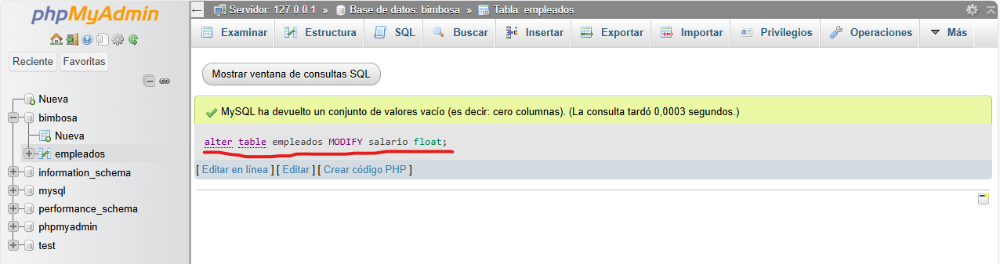 phpMyAdmin
Reciente Favoritas
Nueva
bimbosa
Nueva
empleados
information_schema
mysql
performance_schema
phpmyadmin
test
Servidor: 127.0.0.1 » Base de datos: bimbosa » Tabla: empleados
Examinar Estructura SQL Buscar Insertar Exportar Importar Privilegios Operaciones Más
Mostrar ventana de consultas SQL
MySQL ha devuelto un conjunto de valores vacío (es decir: cero columnas). (La consulta tardó 0,0003 segundos.)
alter table empleados MODIFY salario float;
[ Editar en línea ] [ Editar ] [ Crear código PHP ]